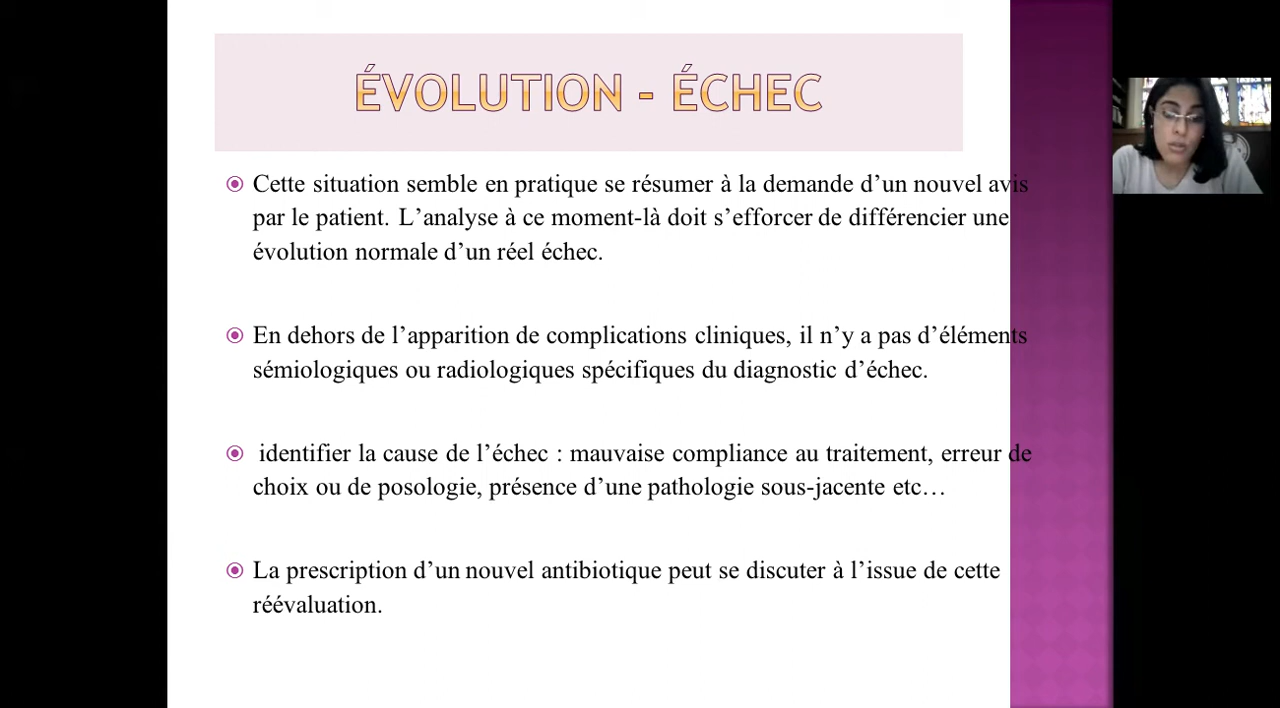 ÉVOLUTION - ÉCHEC
Cette situation semble en pratique se résumer à la demande d’un nouvel avis
par le patient. L’analyse à ce moment-là doit s’efforcer de différencier une
évolution normale d’un réel échec.
En dehors de l’apparition de complications cliniques, il n’y a pas d’éléments
sémiologiques ou radiologiques spécifiques du diagnostic d’échec.
identifier la cause de l’échec : mauvaise compliance au traitement, erreur de
choix ou de posologie, présence d’une pathologie sous-jacente etc…
La prescription d’un nouvel antibiotique peut se discuter à l’issue de cette
réévaluation.